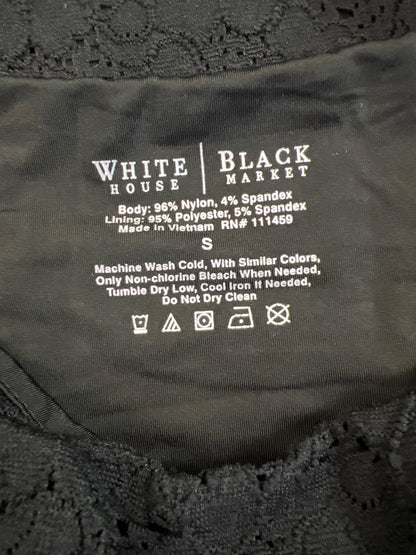 WHITE HOUSE | BLACK MARKET
Body: 96% Nylon, 4% Spandex
Lining: 95% Polyester, 5% Spandex
Made in Vietnam RN# 111459
S
Machine Wash Cold, With Similar Colors,
Only Non-chlorine Bleach When Needed,
Tumble Dry Low, Cool Iron If Needed,
Do Not Dry Clean